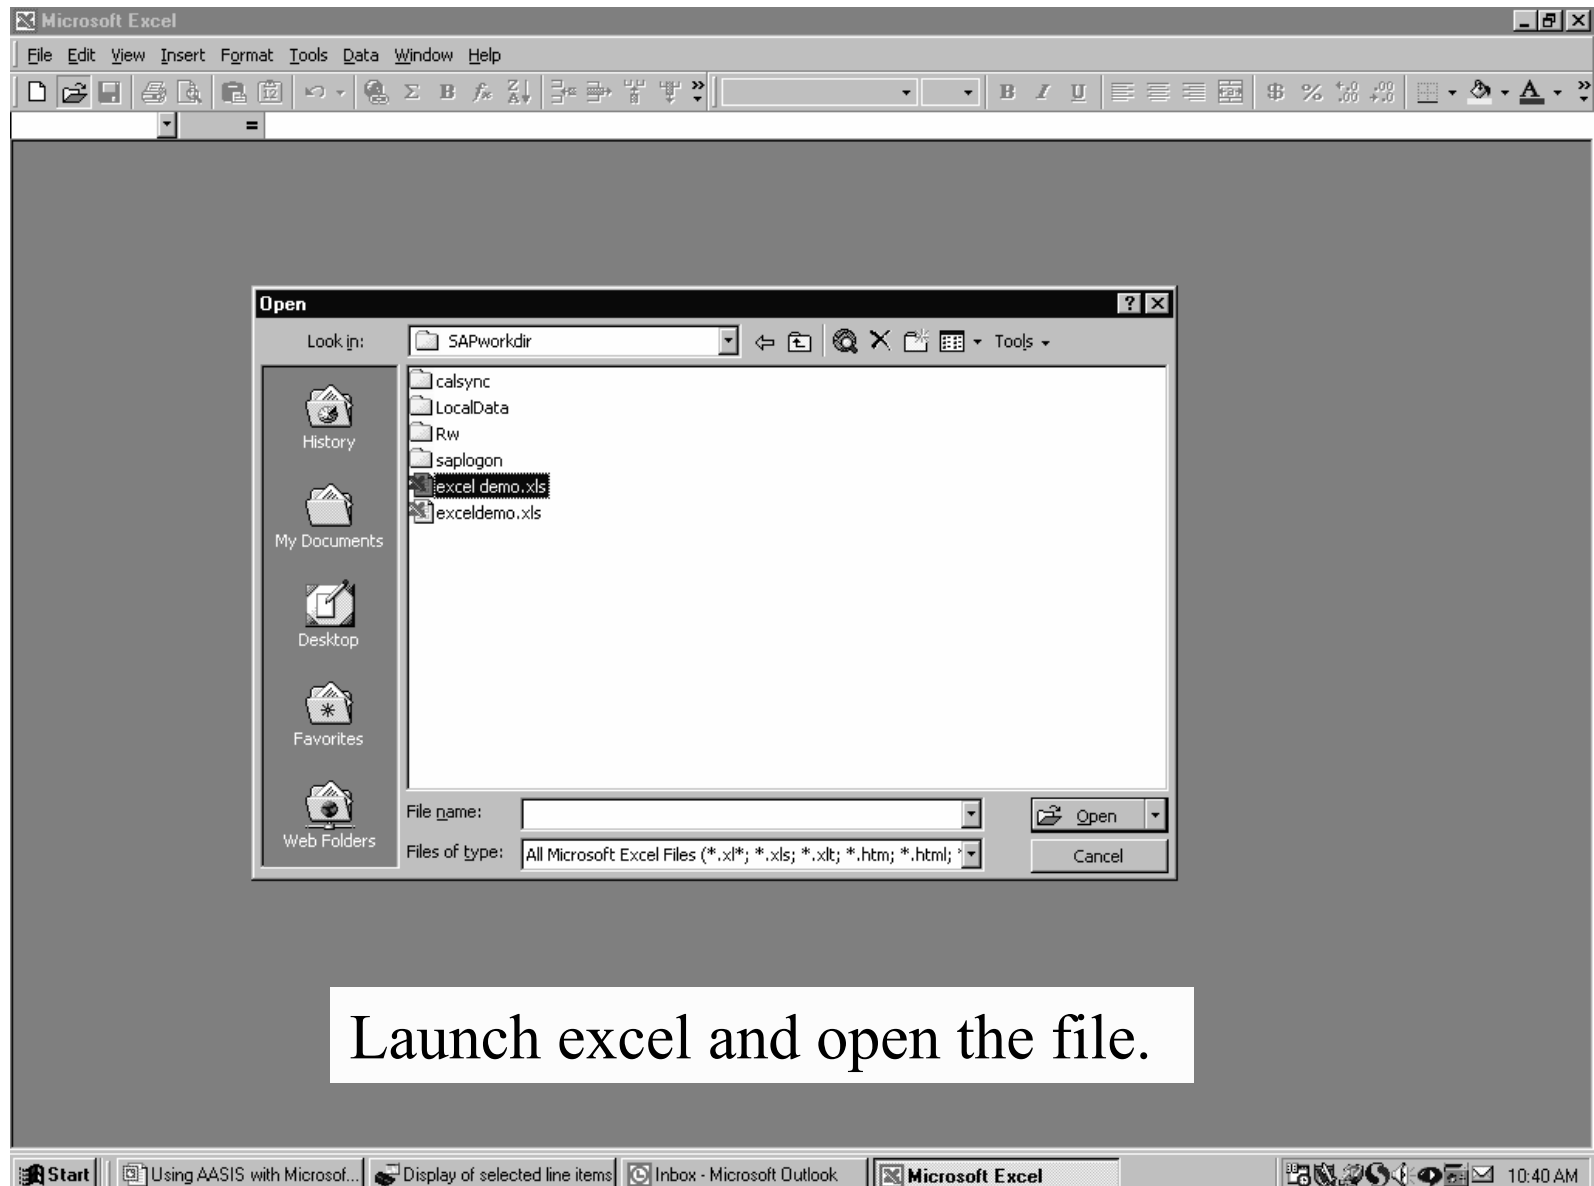 Microsoft Excel
File Edit View Insert Format Tools Data Window Help
Σ B fx B I U $ % A
=
Open
Look in: SAPworkdir Tools
calsync
LocalData
Rw
saplogon
excel demo.xls
exceldemo.xls
History
My Documents
Desktop
Favorites
Web Folders
File name: Open
Files of type: All Microsoft Excel Files (*.xl*; *.xls; *.xlt; *.htm; *.html; * Cancel
Launch excel and open the file.
Start Using AASIS with Microsof... Display of selected line items Inbox - Microsoft Outlook Microsoft Excel 10:40 AM